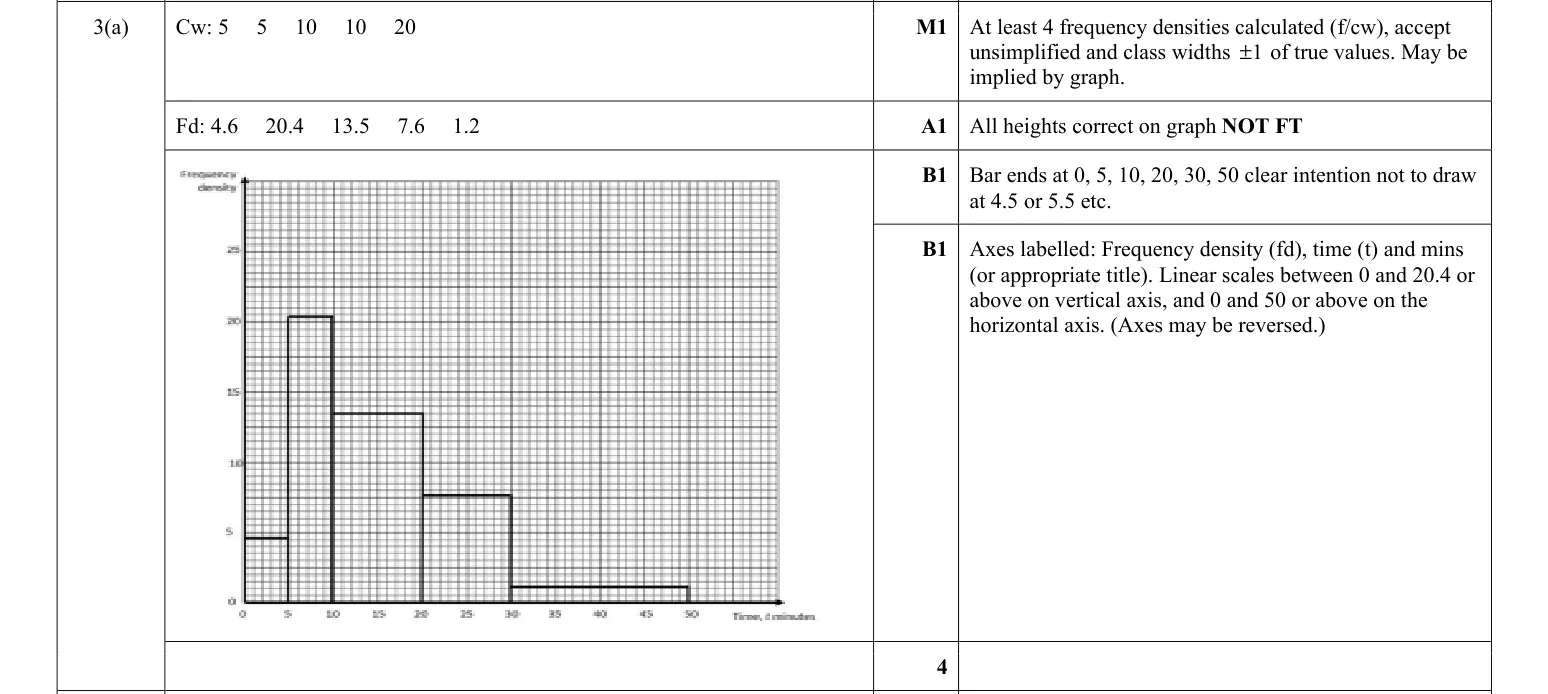 3(a)
Cw: 5 5 10 10 20
M1
At least 4 frequency densities calculated (f/cw), accept
unsimplified and class widths ±1 of true values. May be
implied by graph.
Fd: 4.6 20.4 13.5 7.6 1.2
A1
All heights correct on graph NOT FT
Frequency
density
25
20
15
10
5
0
0 5 10 15 20 25 30 35 40 45 50
Time, t minutes
B1
Bar ends at 0, 5, 10, 20, 30, 50 clear intention not to draw
at 4.5 or 5.5 etc.
B1
Axes labelled: Frequency density (fd), time (t) and mins
(or appropriate title). Linear scales between 0 and 20.4 or
above on vertical axis, and 0 and 50 or above on the
horizontal axis. (Axes may be reversed.)
4